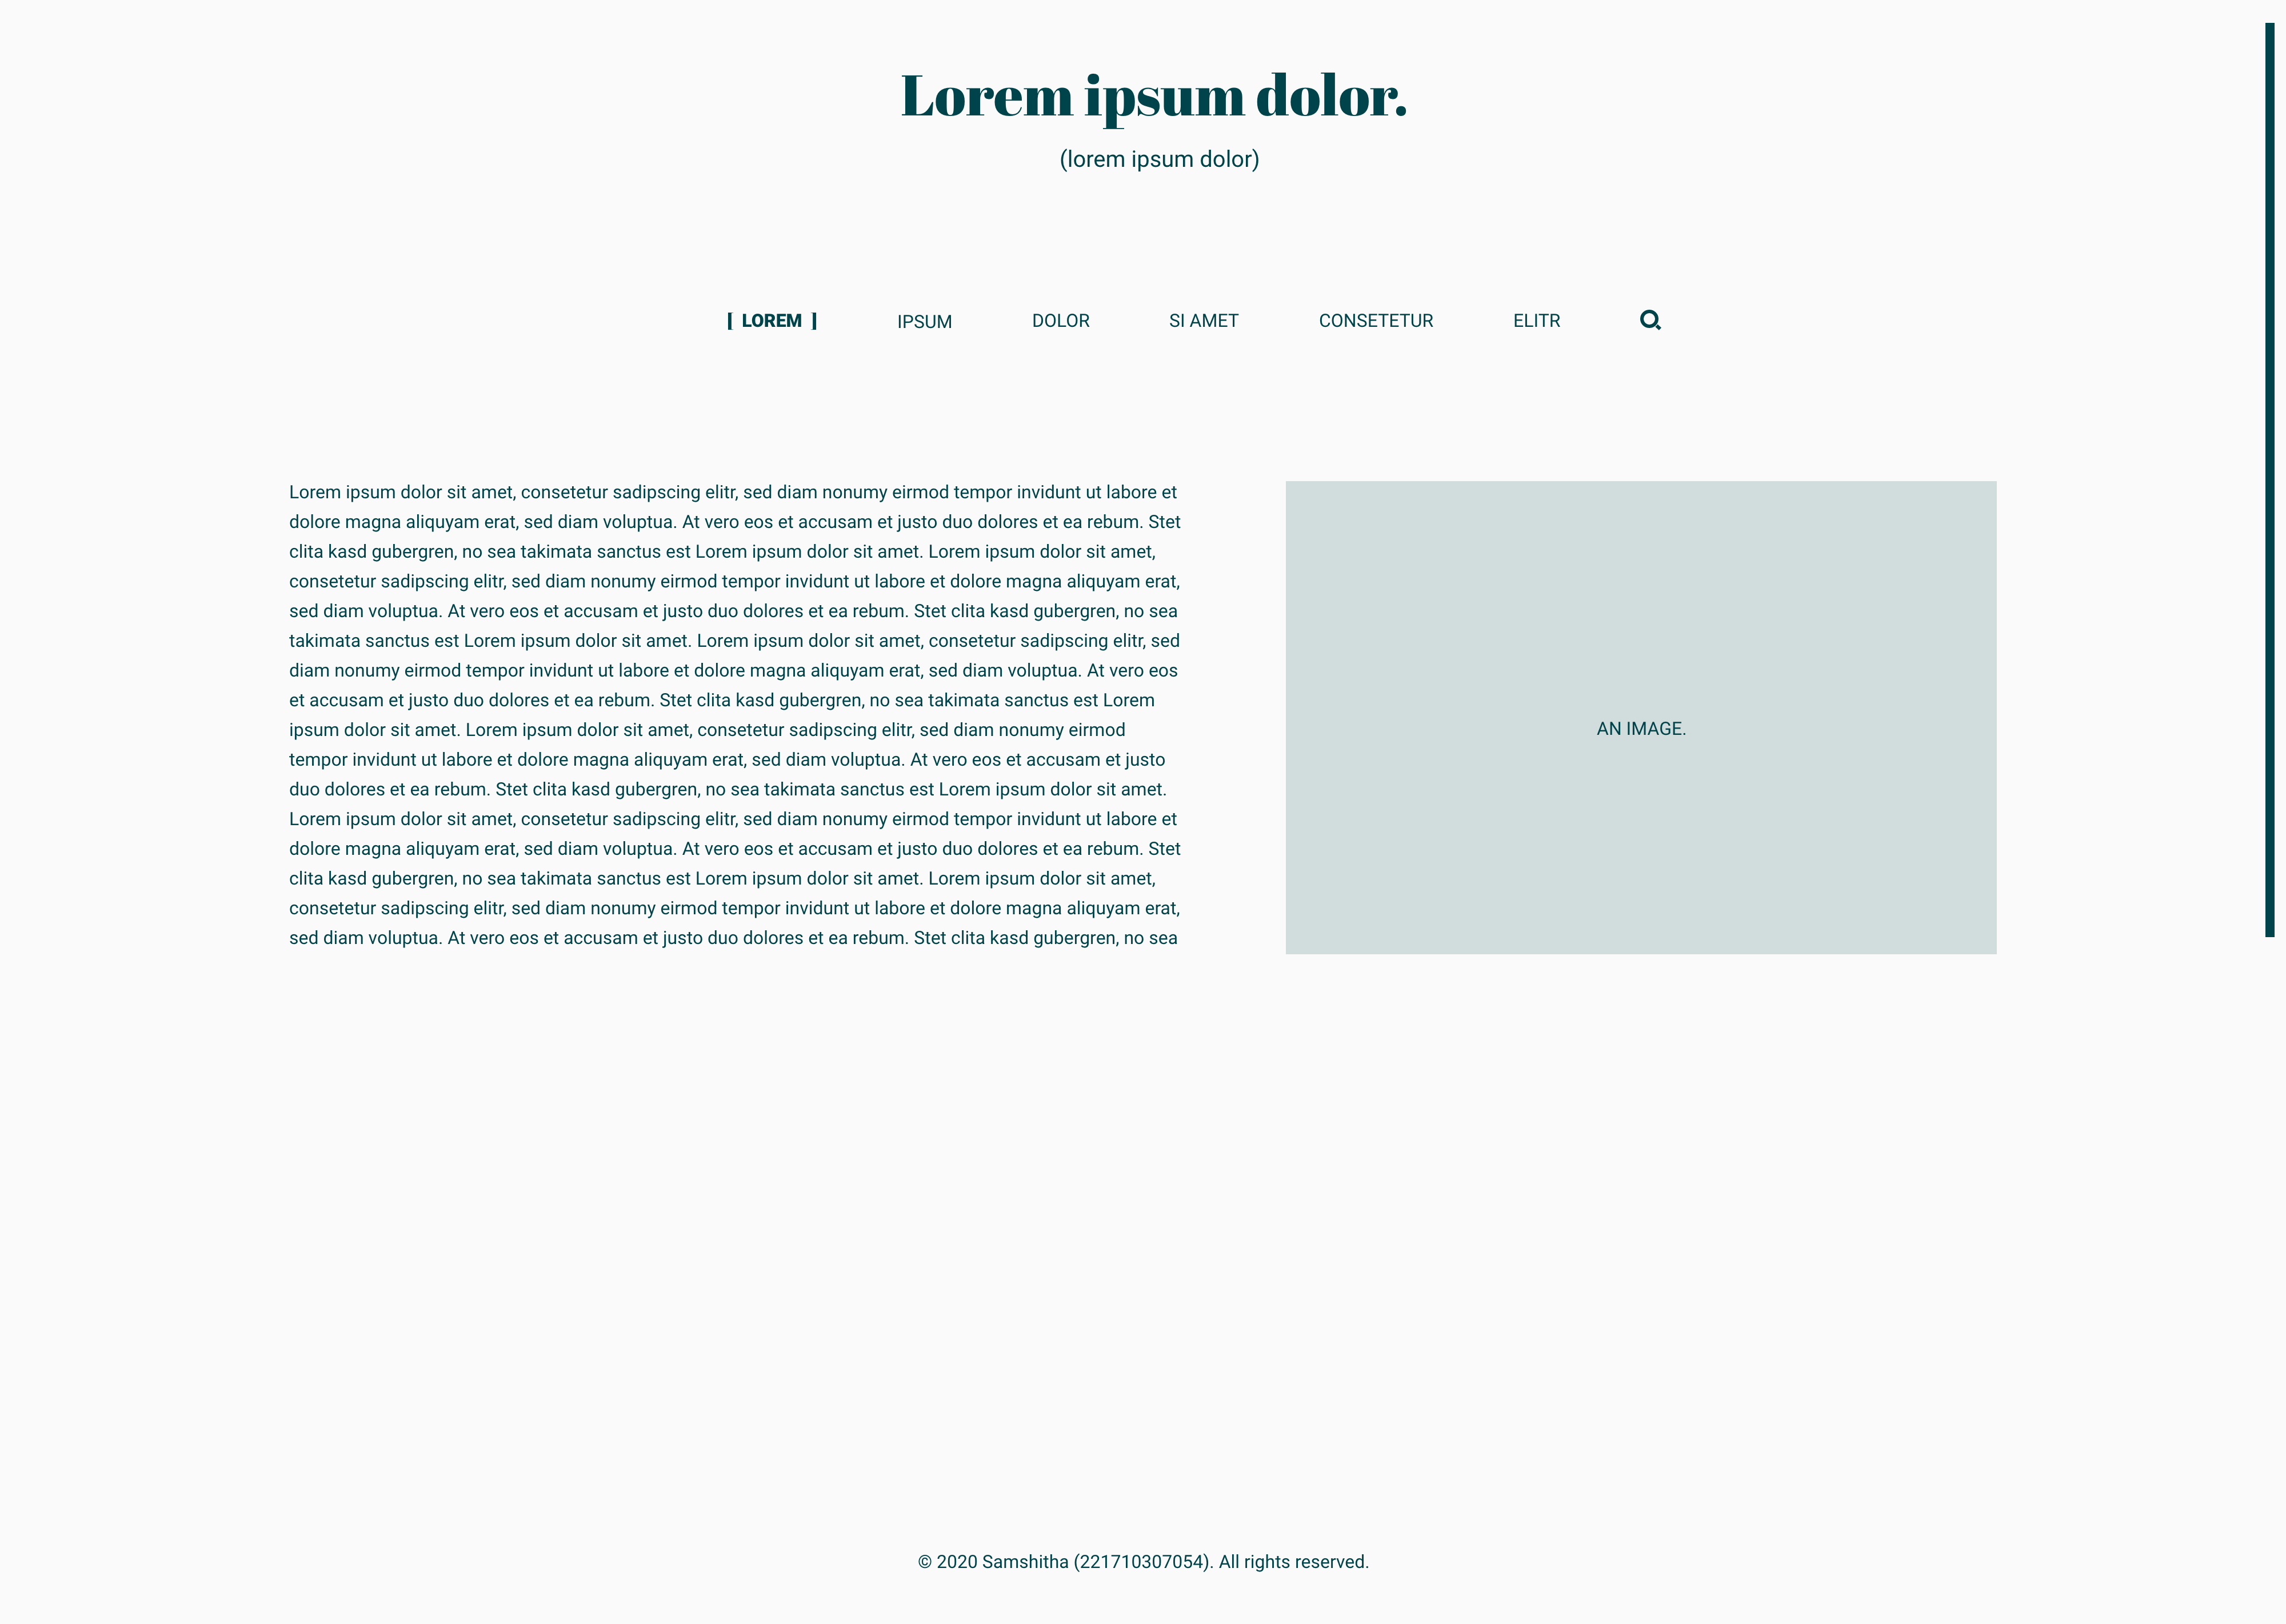 Lorem ipsum dolor.
(lorem ipsum dolor)
[ LOREM ] IPSUM DOLOR SI AMET CONSETETUR ELITR
Lorem ipsum dolor sit amet, consetetur sadipscing elitr, sed diam nonumy eirmod tempor invidunt ut labore et
dolore magna aliquyam erat, sed diam voluptua. At vero eos et accusam et justo duo dolores et ea rebum. Stet
clita kasd gubergren, no sea takimata sanctus est Lorem ipsum dolor sit amet. Lorem ipsum dolor sit amet,
consetetur sadipscing elitr, sed diam nonumy eirmod tempor invidunt ut labore et dolore magna aliquyam erat,
sed diam voluptua. At vero eos et accusam et justo duo dolores et ea rebum. Stet clita kasd gubergren, no sea
takimata sanctus est Lorem ipsum dolor sit amet. Lorem ipsum dolor sit amet, consetetur sadipscing elitr, sed
diam nonumy eirmod tempor invidunt ut labore et dolore magna aliquyam erat, sed diam voluptua. At vero eos
et accusam et justo duo dolores et ea rebum. Stet clita kasd gubergren, no sea takimata sanctus est Lorem
ipsum dolor sit amet. Lorem ipsum dolor sit amet, consetetur sadipscing elitr, sed diam nonumy eirmod
tempor invidunt ut labore et dolore magna aliquyam erat, sed diam voluptua. At vero eos et accusam et justo
duo dolores et ea rebum. Stet clita kasd gubergren, no sea takimata sanctus est Lorem ipsum dolor sit amet.
Lorem ipsum dolor sit amet, consetetur sadipscing elitr, sed diam nonumy eirmod tempor invidunt ut labore et
dolore magna aliquyam erat, sed diam voluptua. At vero eos et accusam et justo duo dolores et ea rebum. Stet
clita kasd gubergren, no sea takimata sanctus est Lorem ipsum dolor sit amet. Lorem ipsum dolor sit amet,
consetetur sadipscing elitr, sed diam nonumy eirmod tempor invidunt ut labore et dolore magna aliquyam erat,
sed diam voluptua. At vero eos et accusam et justo duo dolores et ea rebum. Stet clita kasd gubergren, no sea
AN IMAGE.
© 2020 Samshitha (221710307054). All rights reserved.